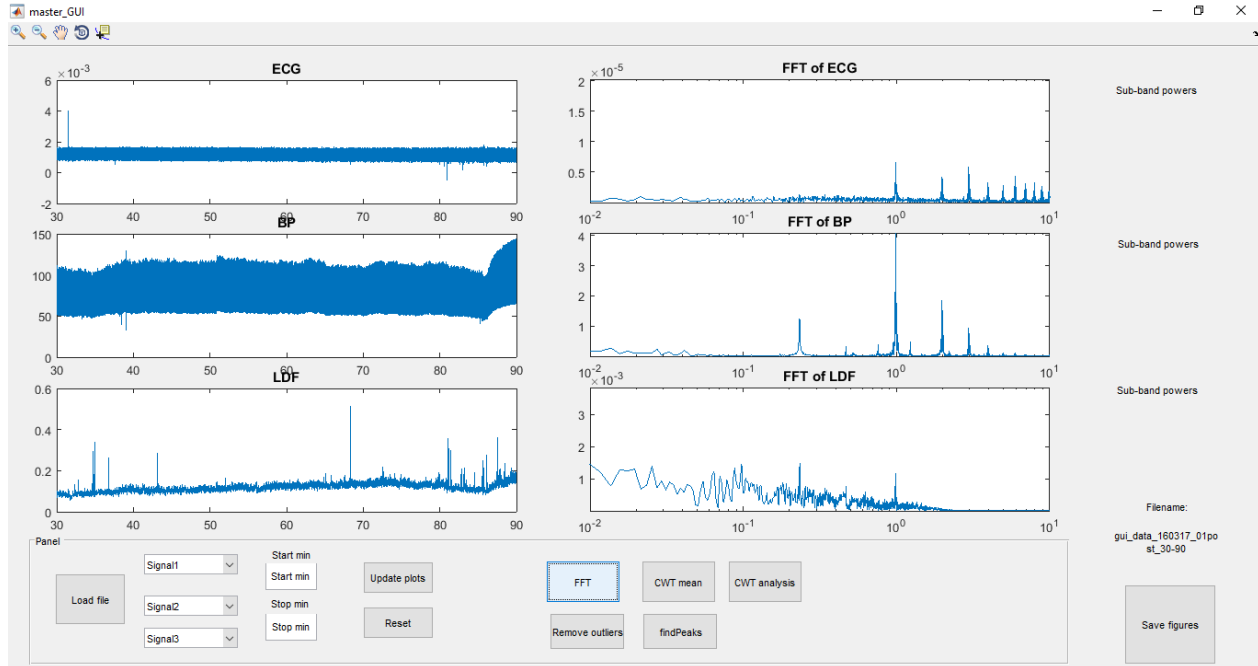 master_GUI
ECG
× 10-3
6
4
2
0
-2
30 40 50 60 70 80 90
FFT of ECG
× 10-5
2
1.5
1
0.5
10-2 10-1 100 101
Sub-band powers
BP
150
100
50
0
30 40 50 60 70 80 90
FFT of BP
4
3
2
1
10-2 10-1 100 101
Sub-band powers
LDF
0.6
0.4
0.2
0
30 40 50 60 70 80 90
FFT of LDF
× 10-3
3
2
1
10-2 10-1 100 101
Sub-band powers
Filename:
gui_data_160317_01po
st_30-90
Panel
Load file
Signal1
Signal2
Signal3
Start min
Start min
Stop min
Stop min
Update plots
Reset
FFT
CWT mean
CWT analysis
Remove outliers
findPeaks
Save figures